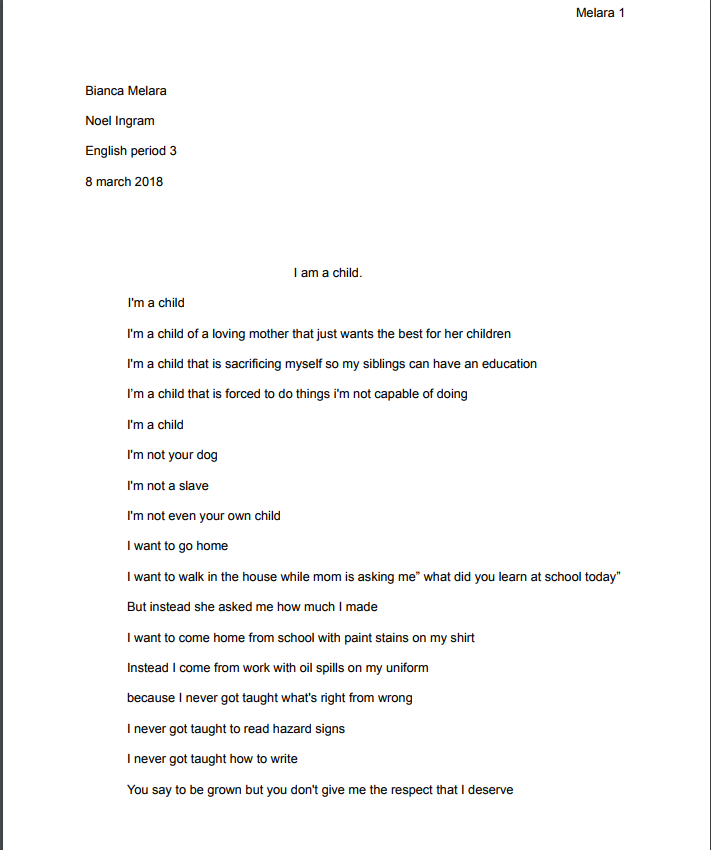 Melara 1
Bianca Melara
Noel Ingram
English period 3
8 march 2018
I am a child.
I'm a child
I'm a child of a loving mother that just wants the best for her children
I'm a child that is sacrificing myself so my siblings can have an education
I'm a child that is forced to do things i'm not capable of doing
I'm a child
I'm not your dog
I'm not a slave
I'm not even your own child
I want to go home
I want to walk in the house while mom is asking me” what did you learn at school today”
But instead she asked me how much I made
I want to come home from school with paint stains on my shirt
Instead I come from work with oil spills on my uniform
because I never got taught what's right from wrong
I never got taught to read hazard signs
I never got taught how to write
You say to be grown but you don't give me the respect that I deserve